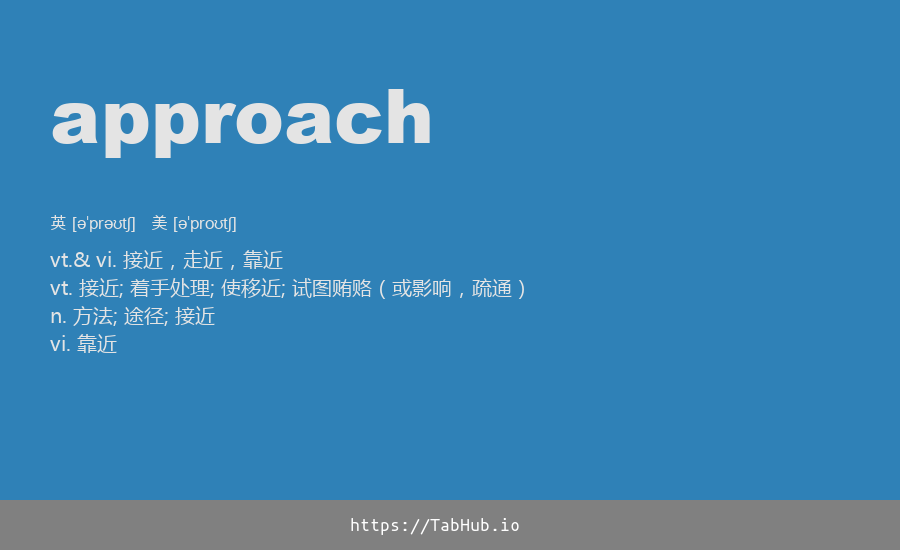 approach
英 [ə'prəʊtʃ] 美 [ə'proʊtʃ]
vt.& vi. 接近，走近，靠近
vt. 接近; 着手处理; 使移近; 试图贿赂（或影响，疏通）
n. 方法; 途径; 接近
vi. 靠近
https://TabHub.io